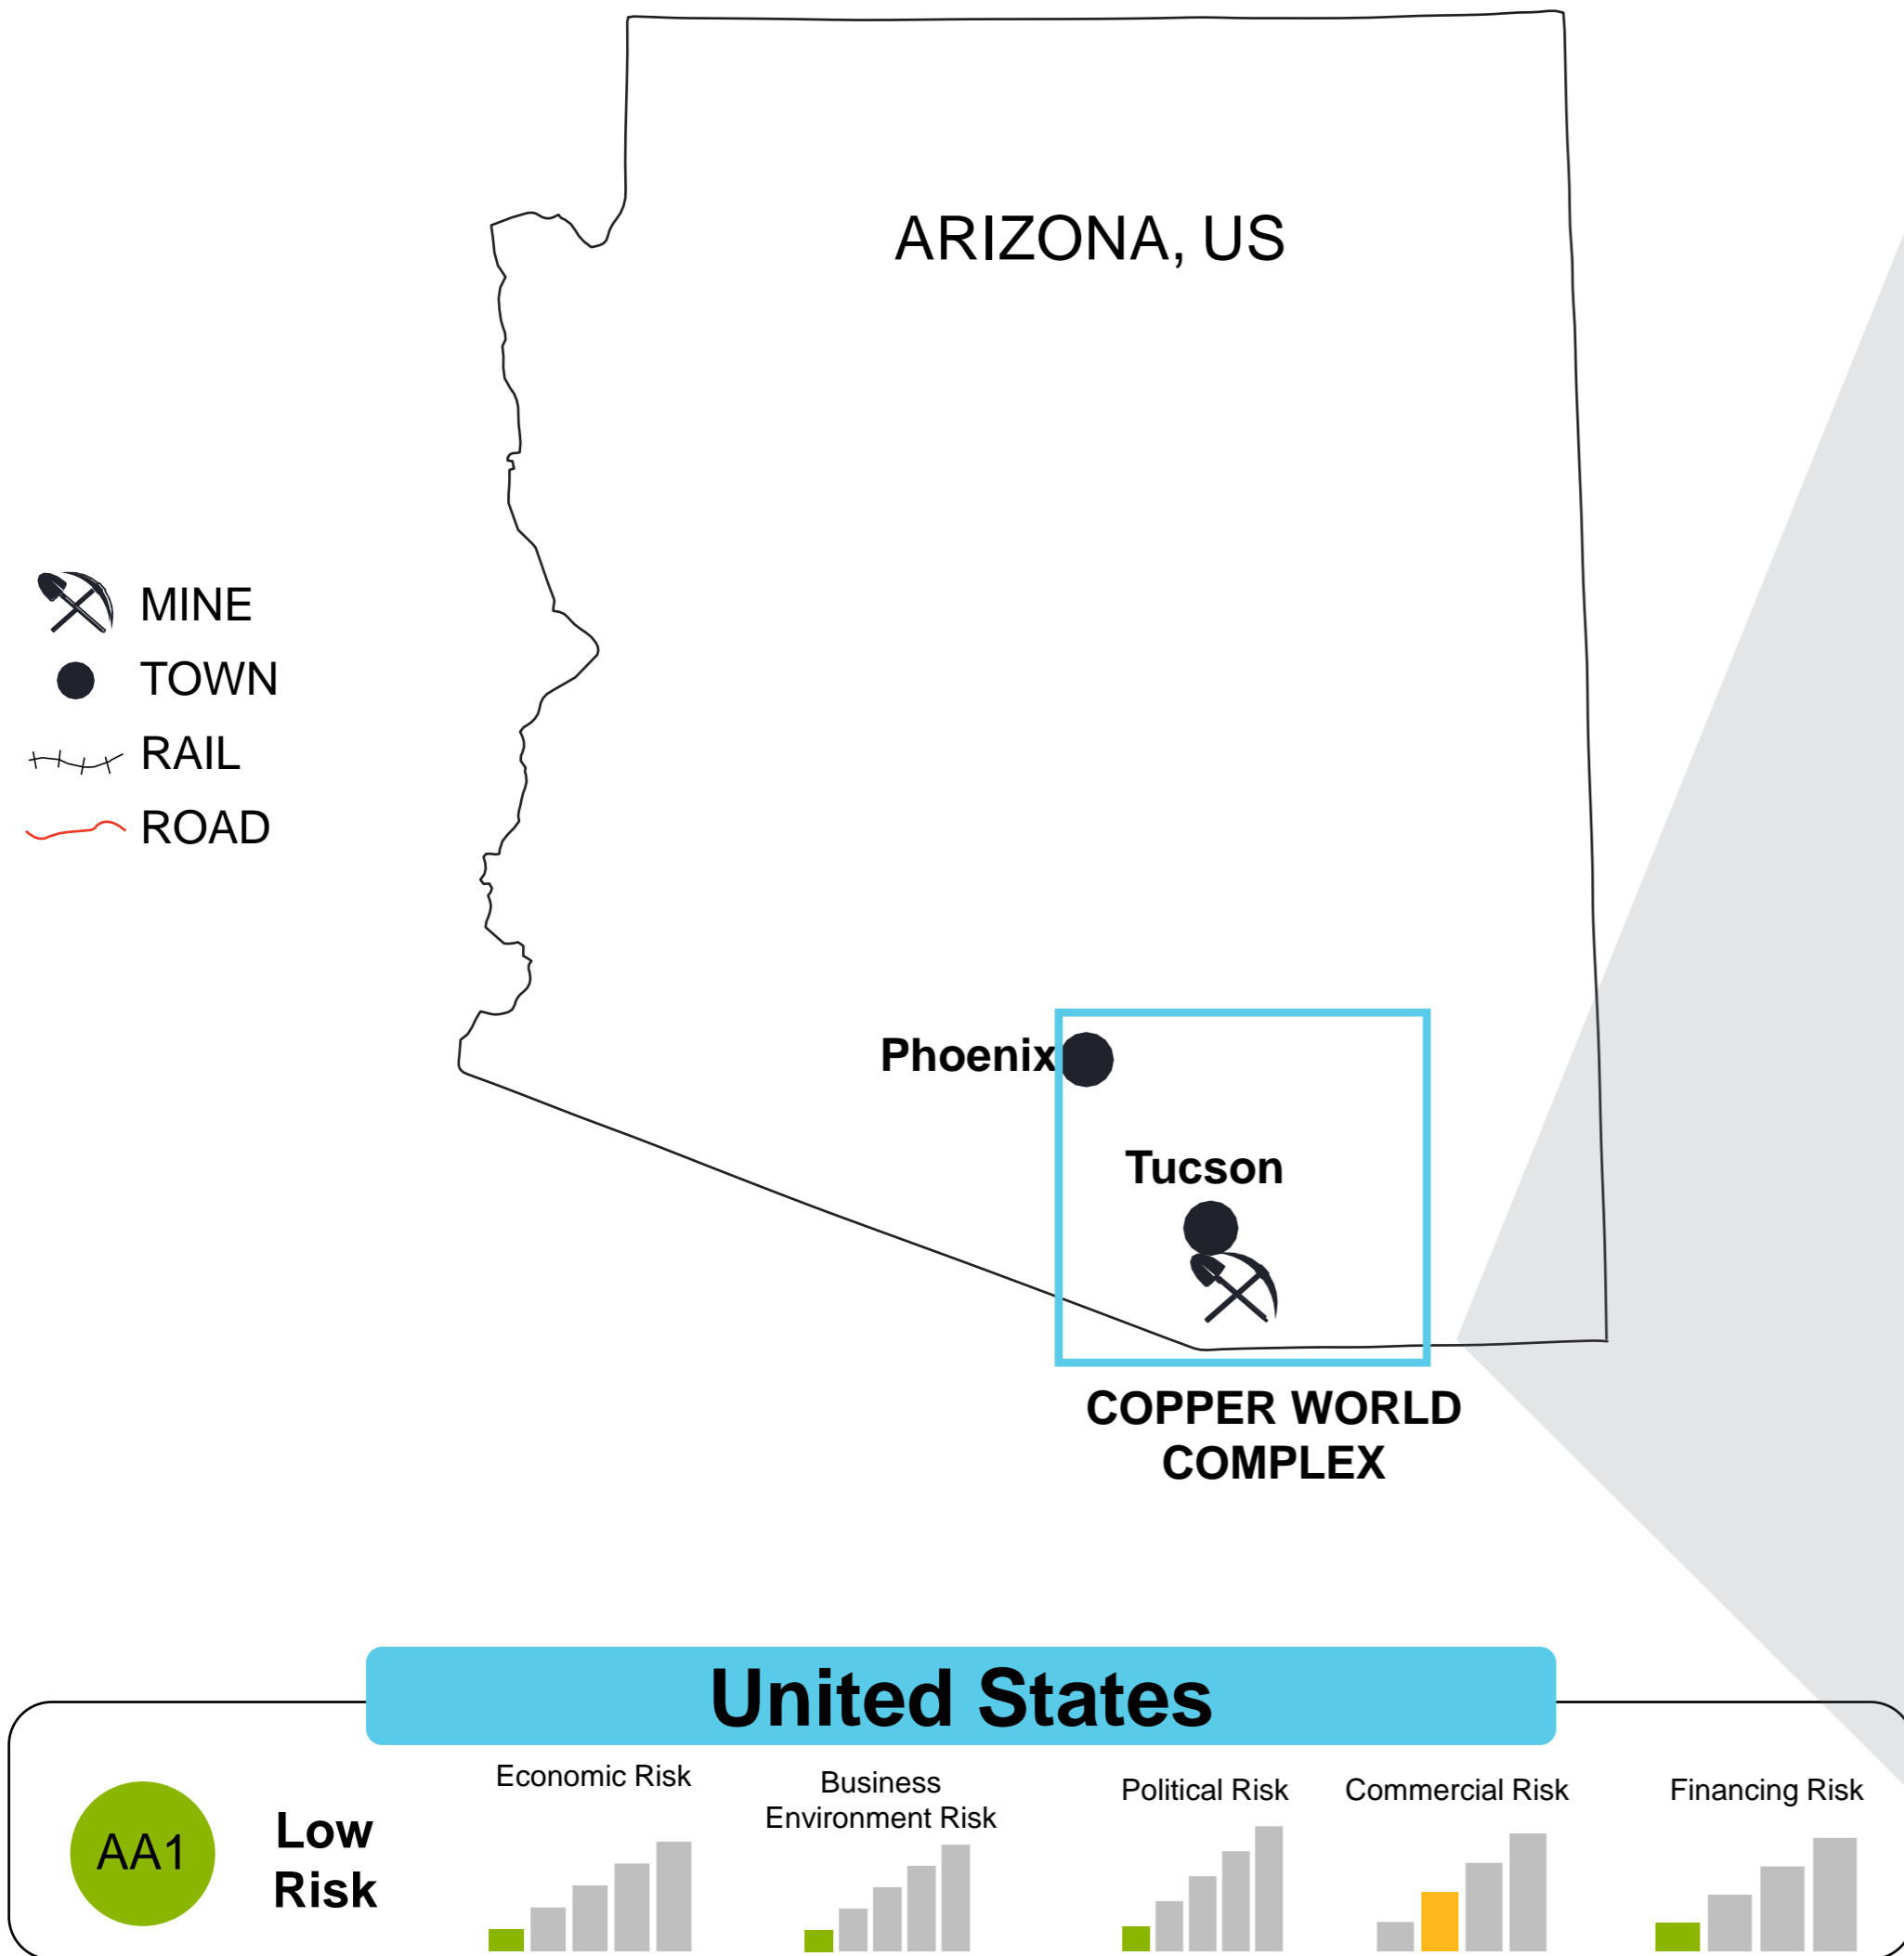 ARIZONA, US
MINE
TOWN
RAIL
ROAD
Phoenix
Tucson
COPPER WORLD
COMPLEX
United States
AA1
Low
Risk
Economic Risk
Business
Environment Risk
Political Risk
Commercial Risk
Financing Risk